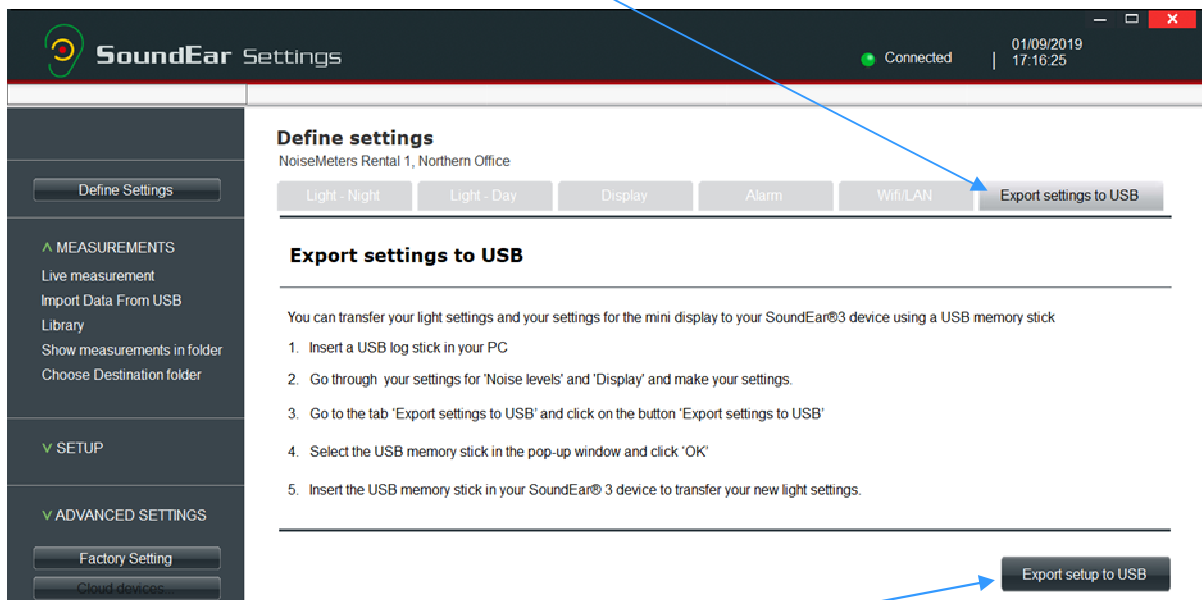 SoundEar Settings
Connected
01/09/2019
17:16:25
Define Settings
MEASUREMENTS
Live measurement
Import Data From USB
Library
Show measurements in folder
Choose Destination folder
SETUP
ADVANCED SETTINGS
Factory Setting
Cloud devices...
Define settings
NoiseMeters Rental 1, Northern Office
Light - Night
Light - Day
Display
Alarm
Wifi/LAN
Export settings to USB
Export settings to USB
You can transfer your light settings and your settings for the mini display to your SoundEar®3 device using a USB memory stick
1. Insert a USB log stick in your PC
2. Go through your settings for 'Noise levels' and 'Display' and make your settings.
3. Go to the tab 'Export settings to USB' and click on the button 'Export settings to USB'
4. Select the USB memory stick in the pop-up window and click 'OK'
5. Insert the USB memory stick in your SoundEar® 3 device to transfer your new light settings.
Export setup to USB